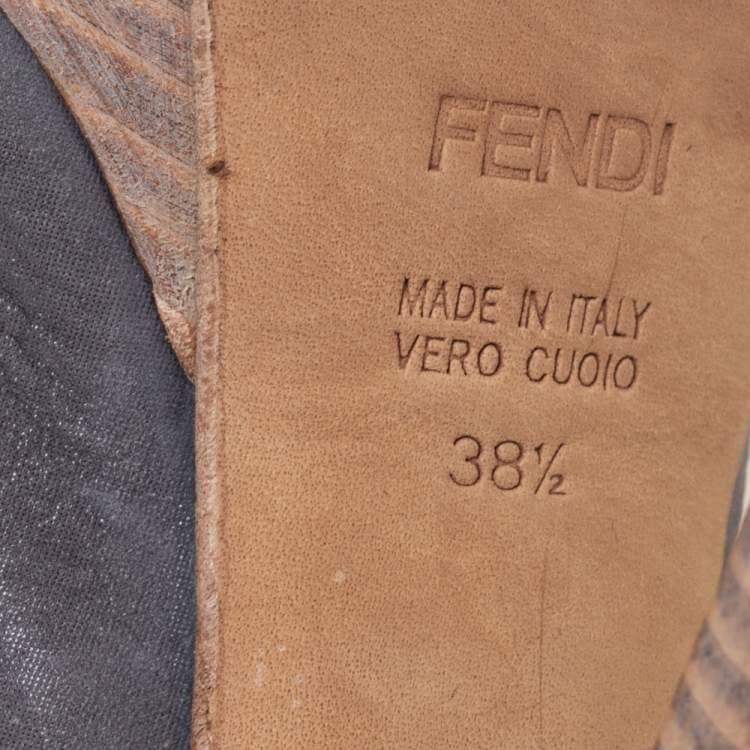 FENDI
MADE IN ITALY
VERO CUOIO
38½